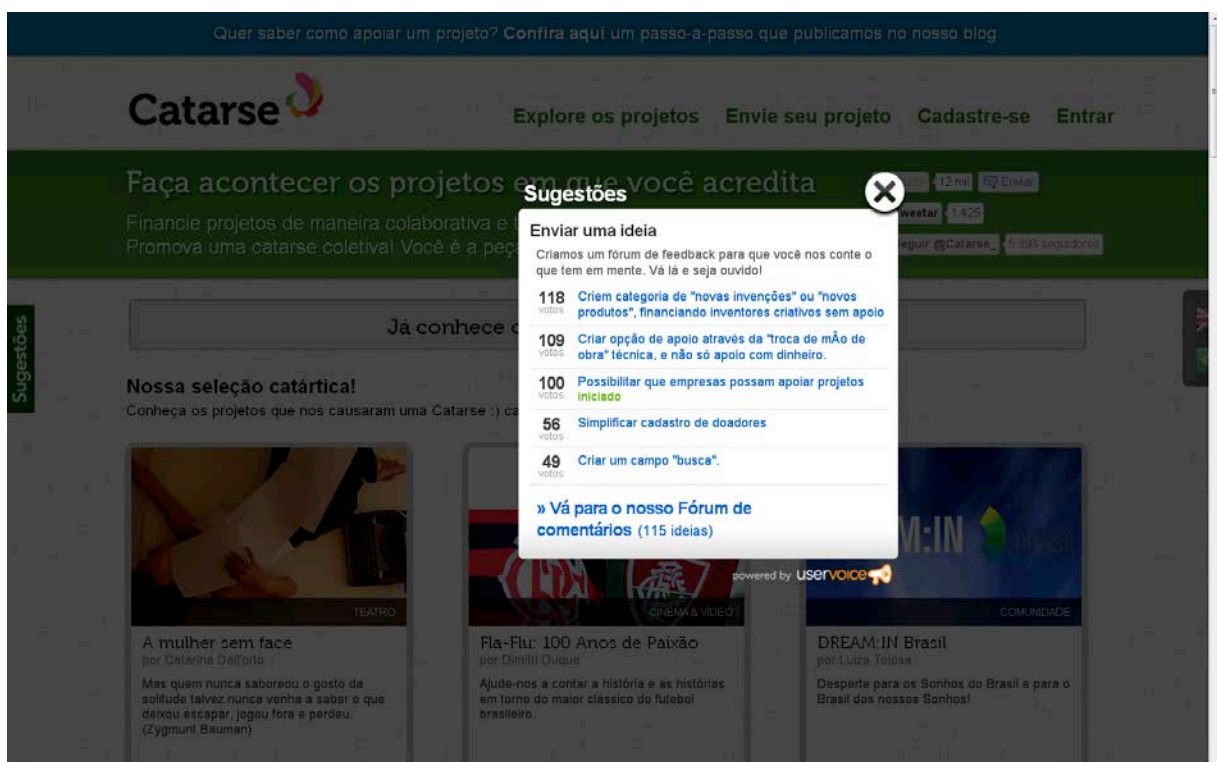 Quer saber como apoiar um projeto? Confira aqui um passo-a-passo que publicamos no nosso blog.
Catarse
Explore os projetos Envie seu projeto Cadastre-se Entrar
Faça acontecer os projetos em que você acredita
Financie projetos de maneira colaborativa e
Promova uma catarse coletiva! Você é a peça
12 mil Enviar
weetar 1.425
eguir @Catarse_ 5.393 seguidores
Sugestões
Sugestões
Enviar uma ideia
Criamos um fórum de feedback para que você nos conte o
que tem em mente. Vá lá e seja ouvido!
118 votos Criem categoria de "novas invenções" ou "novos
produtos", financiando inventores criativos sem apoio
109 votos Criar opção de apoio através da "troca de mÃo de
obra" técnica, e não só apoio com dinheiro.
100 votos Possibilitar que empresas possam apoiar projetos
iniciado
56 votos Simplificar cadastro de doadores
49 votos Criar um campo "busca".
» Vá para o nosso Fórum de
comentários (115 ideias)
powered by uservoice
Já conhece
Nossa seleção catártica!
Conheça os projetos que nos causaram uma Catarse :)
TEATRO
A mulher sem face
por Catarina Dall'orto
Mas quem nunca saboreou o gosto da
solitude talvez nunca venha a saber o que
deixou escapar, jogou fora e perdeu.
(Zygmunt Bauman)
CINEMA & VÍDEO
Fla-Flu: 100 Anos de Paixão
por Dimitri Duque
Ajude-nos a contar a história e as histórias
em torno do maior clássico do futebol
brasileiro.
M:IN Brasil
COMUNIDADE
DREAM:IN Brasil
por Luiza Tolosa
Desperte para os Sonhos do Brasil e para o
Brasil dos nossos Sonhos!